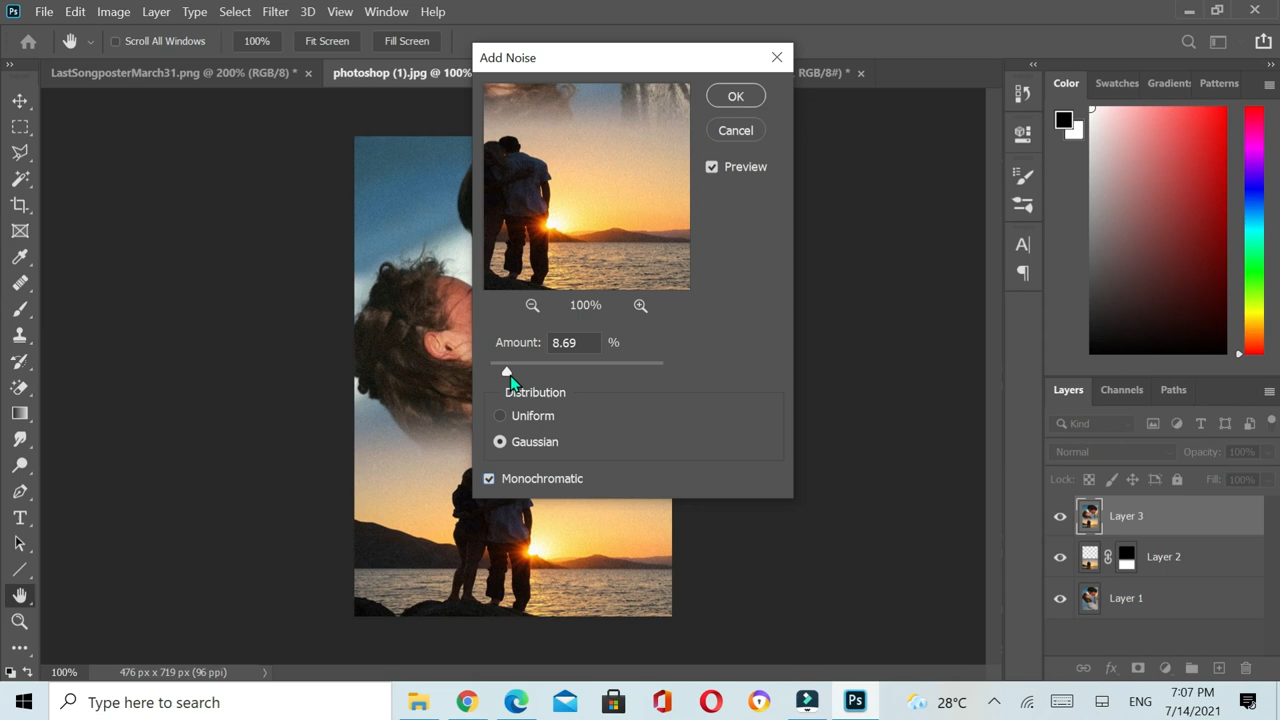 Ps File Edit Image Layer Type Select Filter 3D View Window Help
Scroll All Windows 100% Fit Screen Fill Screen
LastSongposterMarch31.png @ 200% (RGB/8) * × photoshop (1).jpg @ 100% RGB/8#) * ×
Add Noise
OK
Cancel
Preview
100%
Amount: 8.69 %
Distribution
Uniform
Gaussian
Monochromatic
Color Swatches Gradients Patterns
Layers Channels Paths
Kind
Normal Opacity: 100%
Lock: Fill: 100%
Layer 3
Layer 2
Layer 1
100% 476 px x 719 px (96 ppi)
Type here to search
Ps
28°C
ENG
7:07 PM
7/14/2021